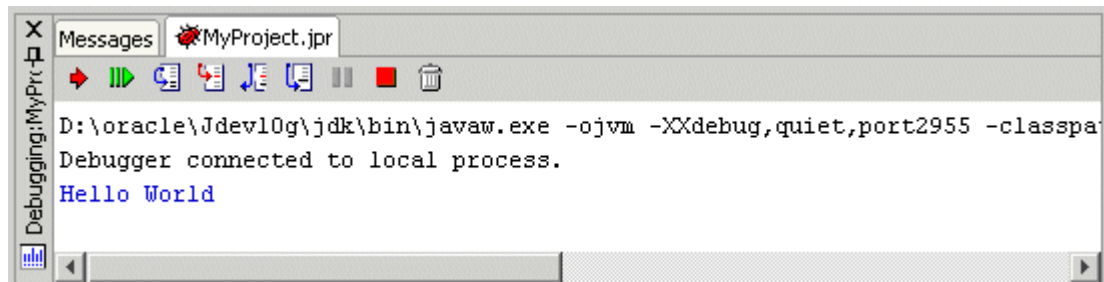 Messages
MyProject.jpr
Debugging:MyPr
D:\oracle\Jdev10g\jdk\bin\javaw.exe -ojvm -XXdebug,quiet,port2955 -classpa
Debugger connected to local process.
Hello World